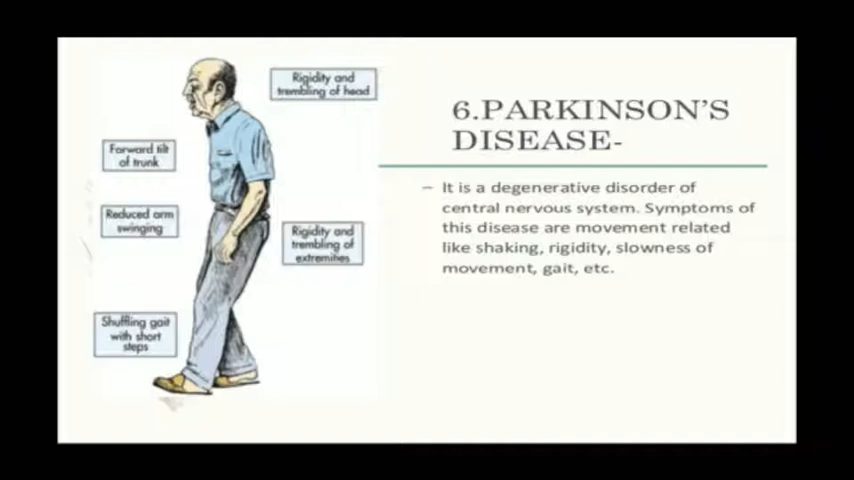 Rigidity and
trembling of head
Forward tilt
of trunk
Reduced arm
swinging
Rigidity and
trembling of
extremities
Shuffling gait
with short
steps
6.PARKINSON'S
DISEASE-
– It is a degenerative disorder of
central nervous system. Symptoms of
this disease are movement related
like shaking, rigidity, slowness of
movement, gait, etc.